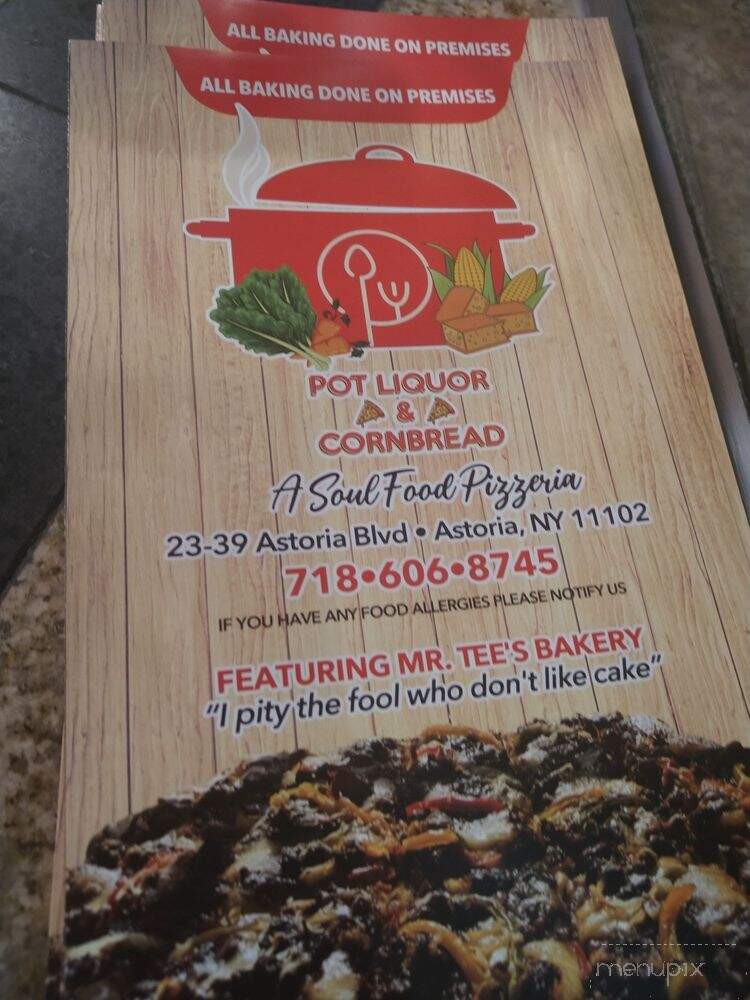 ALL BAKING DONE ON PREMISES
ALL BAKING DONE ON PREMISES
POT LIQUOR
&
CORNBREAD
A Soul Food Pizzeria
23-39 Astoria Blvd • Astoria, NY 11102
718•606•8745
IF YOU HAVE ANY FOOD ALLERGIES PLEASE NOTIFY US
FEATURING MR. TEE'S BAKERY
"I pity the fool who don't like cake"
menupix